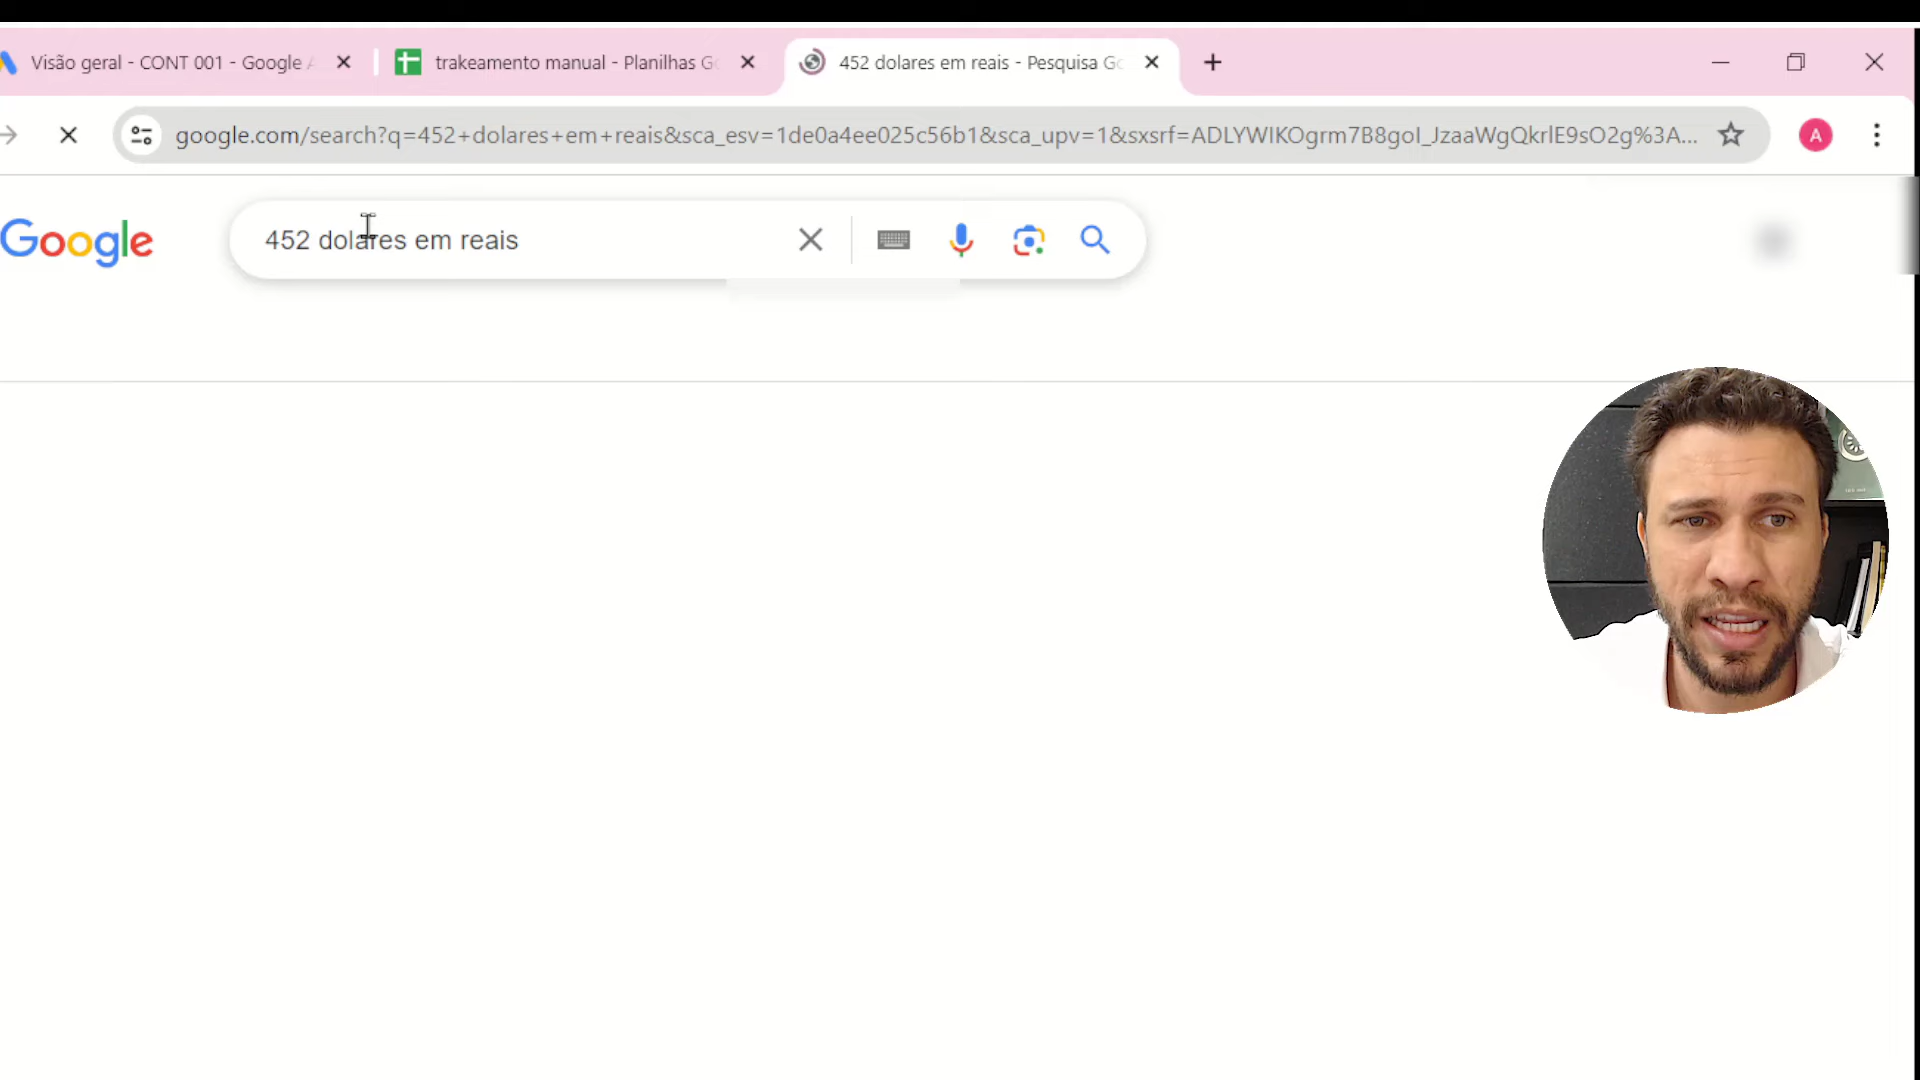 Visão geral - CONT 001 - Google
trakeamento manual - Planilhas G
452 dolares em reais - Pesquisa Go
google.com/search?q=452+dolares+em+reais&sca_esv=1de0a4ee025c56b1&sca_upv=1&sxsrf=ADLYWIKOgrm7B8goI_JzaaWgQkrlE9sO2g%3A...
A
Google
452 dolares em reais